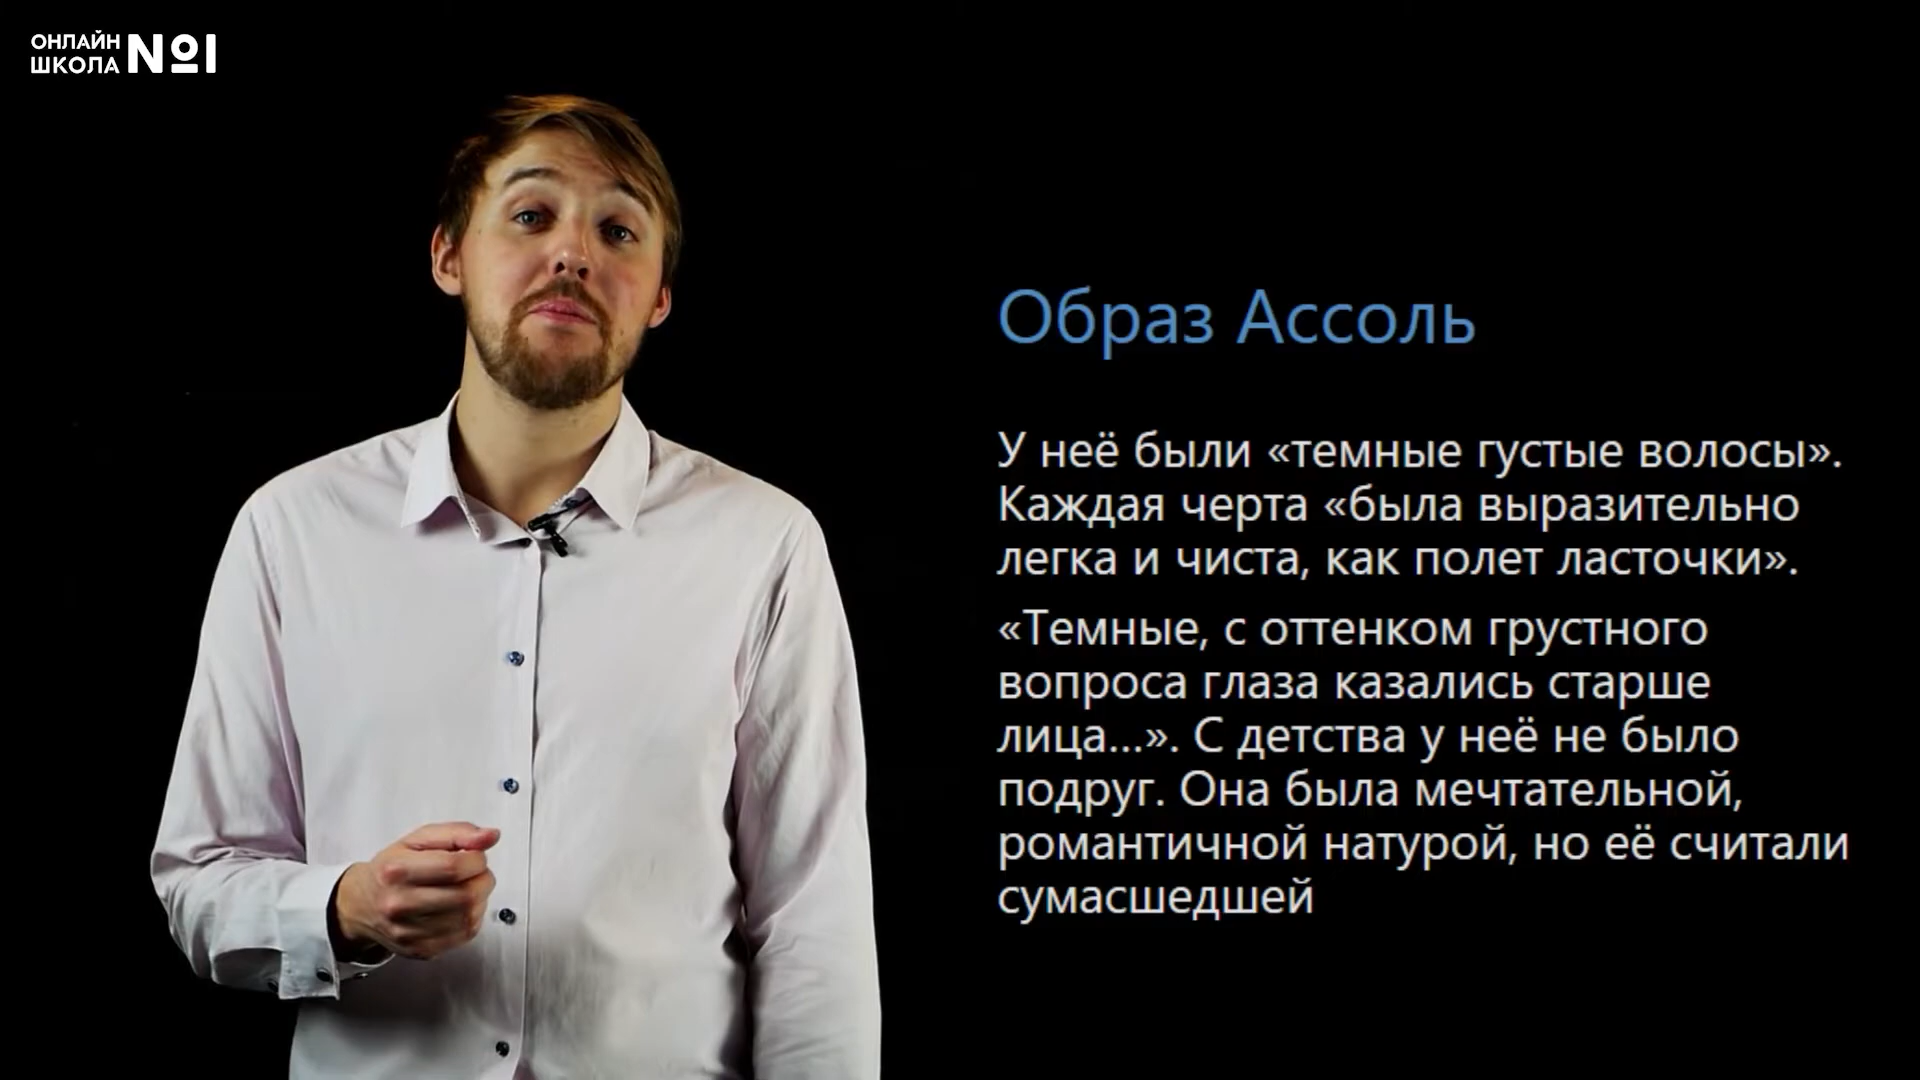 ОНЛАЙН
ШКОЛА №1
Образ Ассоль
У неё были «темные густые волосы».
Каждая черта «была выразительно
легка и чиста, как полет ласточки».
«Темные, с оттенком грустного
вопроса глаза казались старше
лица...». С детства у неё не было
подруг. Она была мечтательной,
романтичной натурой, но её считали
сумасшедшей